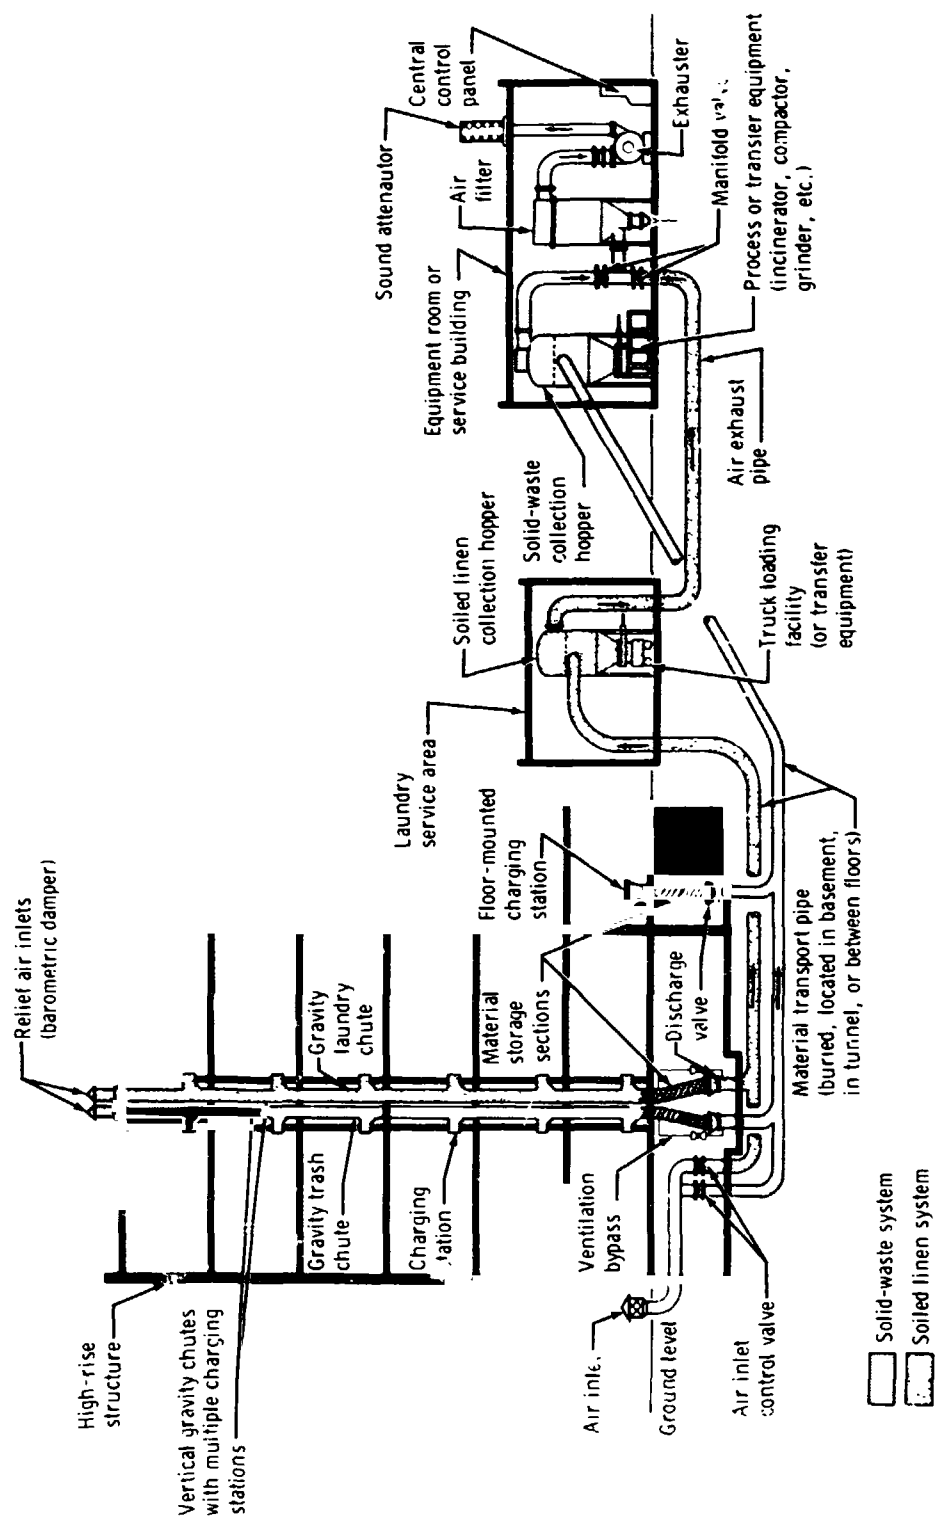 High-rise
structure
Vertical gravity chutes
with multiple charging
stations
Relief air inlets
(barometric damper)
Gravity
laundry
chute
Gravity trash
chute
Charging
Material
storage
sections
Floor-mounted
charging
station
Ventilation
bypass
Discharge
valve
Ground level
Air inlet
control valve
Material transport pipe
(buried, located in basement,
in tunnel, or between floors)
Laundry
service area
Soiled linen
collection hopper
Solid-waste
collection
hopper
Truck loading
facility
(or transfer
equipment)
Equipment room or
service building
Sound attenautor
Air
filter
Central
control
panel
Exhauster
Manifold
Process or transfer equipment
(incinerator, compactor,
grinder, etc.)
Air exhaust
pipe
Air
Solid-waste system
Soiled linen system